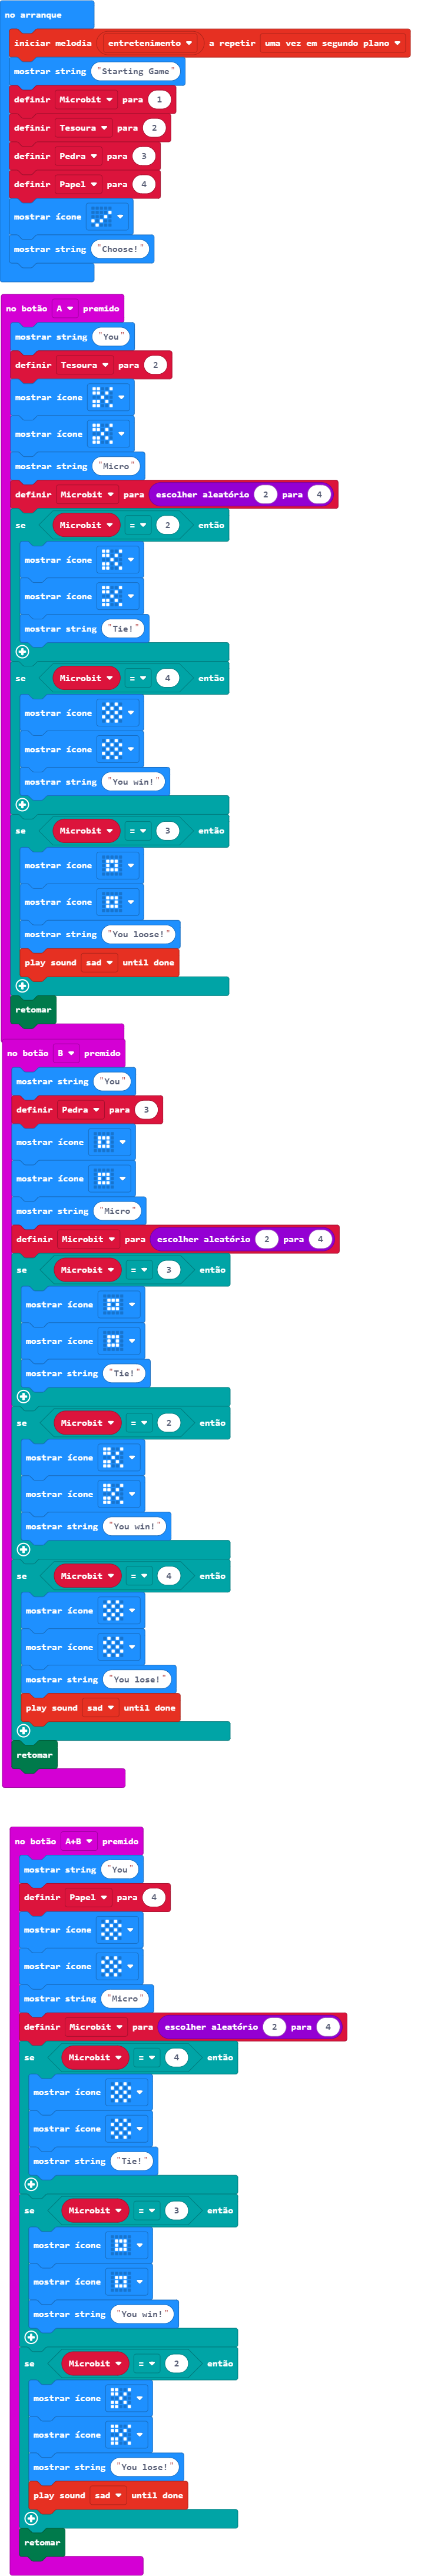 no arranque
iniciar melodia entretenimento a repetir uma vez em segundo plano
mostrar string "Starting Game"
definir Microbit para 1
definir Tesoura para 2
definir Pedra para 3
definir Papel para 4
mostrar ícone
mostrar string "Choose!"
no botão A premido
mostrar string "You"
definir Tesoura para 2
mostrar ícone
mostrar ícone
mostrar string "Micro"
definir Microbit para escolher aleatório 2 para 4
se Microbit = 2 então
mostrar ícone
mostrar ícone
mostrar string "Tie!"
se Microbit = 4 então
mostrar ícone
mostrar ícone
mostrar string "You win!"
se Microbit = 3 então
mostrar ícone
mostrar ícone
mostrar string "You loose!"
play sound sad until done
retomar
no botão B premido
mostrar string "You"
definir Pedra para 3
mostrar ícone
mostrar ícone
mostrar string "Micro"
definir Microbit para escolher aleatório 2 para 4
se Microbit = 3 então
mostrar ícone
mostrar ícone
mostrar string "Tie!"
se Microbit = 2 então
mostrar ícone
mostrar ícone
mostrar string "You win!"
se Microbit = 4 então
mostrar ícone
mostrar ícone
mostrar string "You lose!"
play sound sad until done
retomar
no botão A+B premido
mostrar string "You"
definir Papel para 4
mostrar ícone
mostrar ícone
mostrar string "Micro"
definir Microbit para escolher aleatório 2 para 4
se Microbit = 4 então
mostrar ícone
mostrar ícone
mostrar string "Tie!"
se Microbit = 3 então
mostrar ícone
mostrar ícone
mostrar string "You win!"
se Microbit = 2 então
mostrar ícone
mostrar ícone
mostrar string "You lose!"
play sound sad until done
retomar